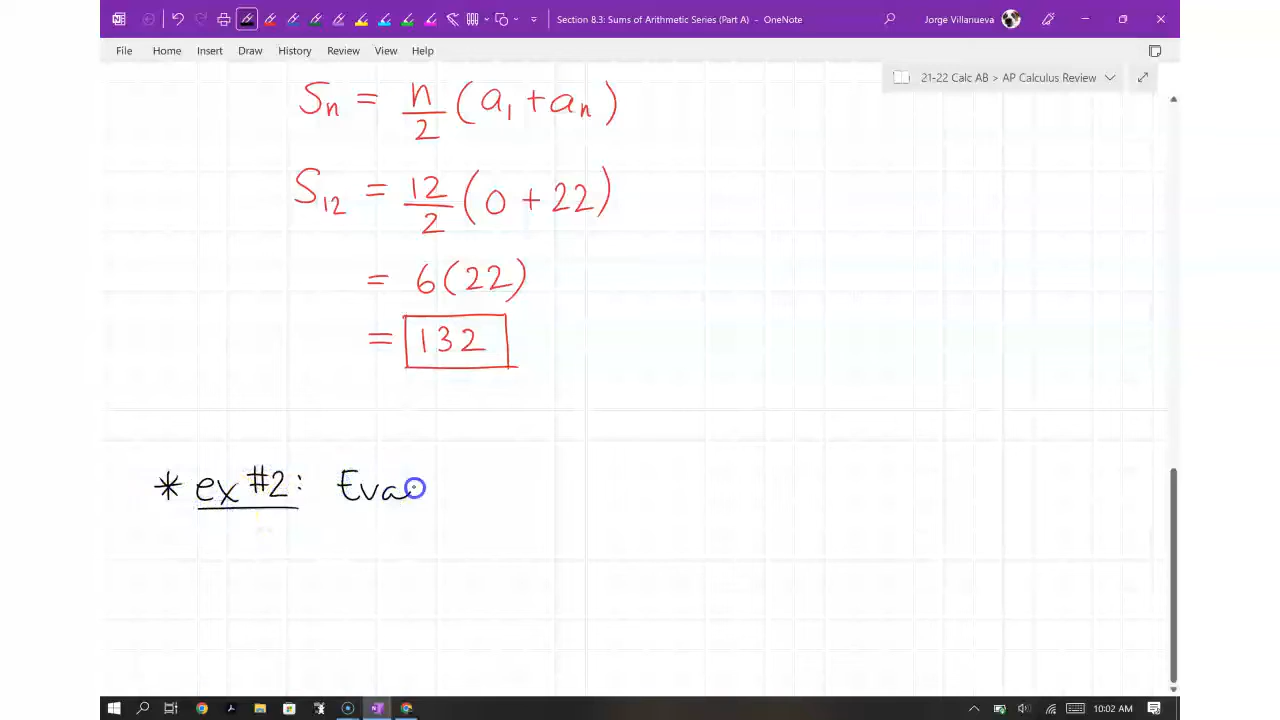 Section 8.3: Sums of Arithmetic Series (Part A) - OneNote
Jorge Villanueva
File Home Insert Draw History Review View Help
21-22 Calc AB > AP Calculus Review
Sn = n/2 (a1 + an)
S12 = 12/2 (0 + 22)
= 6(22)
= 132
* ex #2: Eva
10:02 AM